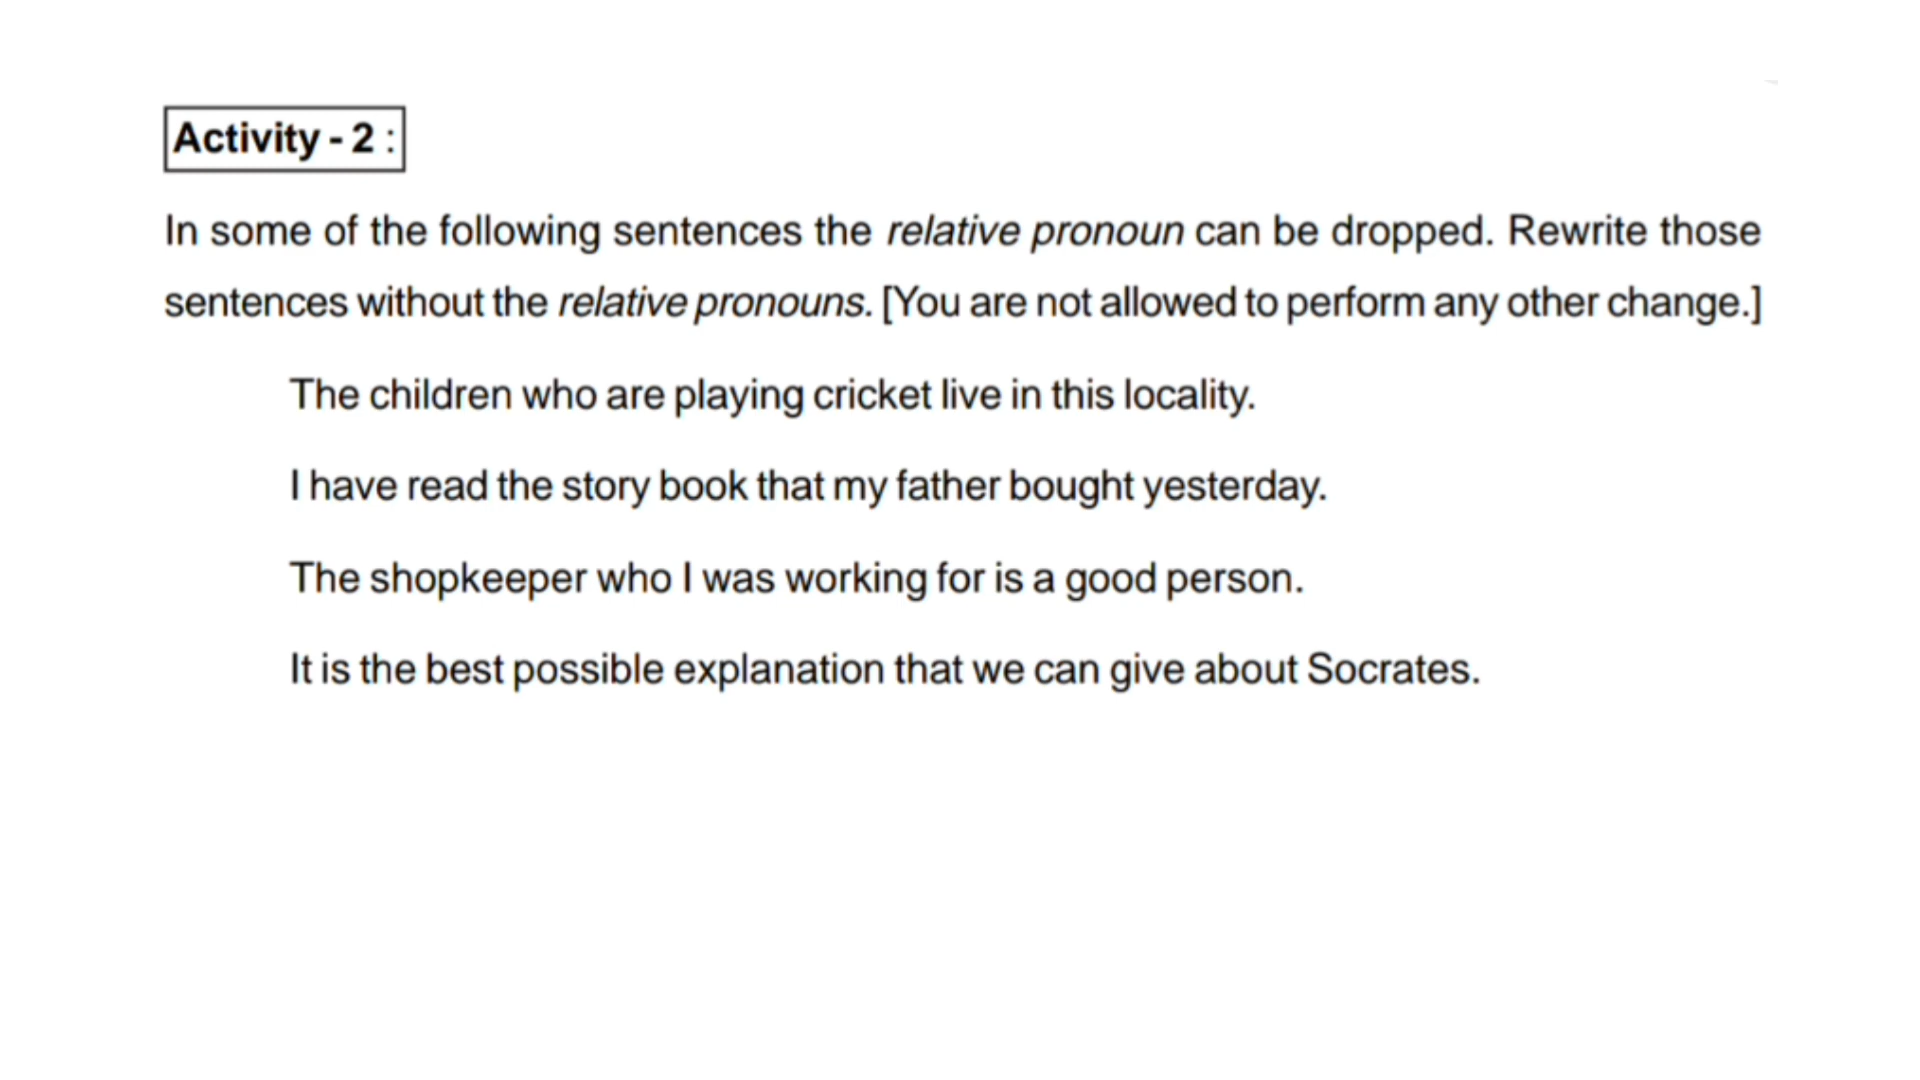 Activity - 2 :
In some of the following sentences the relative pronoun can be dropped. Rewrite those
sentences without the relative pronouns. [You are not allowed to perform any other change.]
The children who are playing cricket live in this locality.
I have read the story book that my father bought yesterday.
The shopkeeper who I was working for is a good person.
It is the best possible explanation that we can give about Socrates.